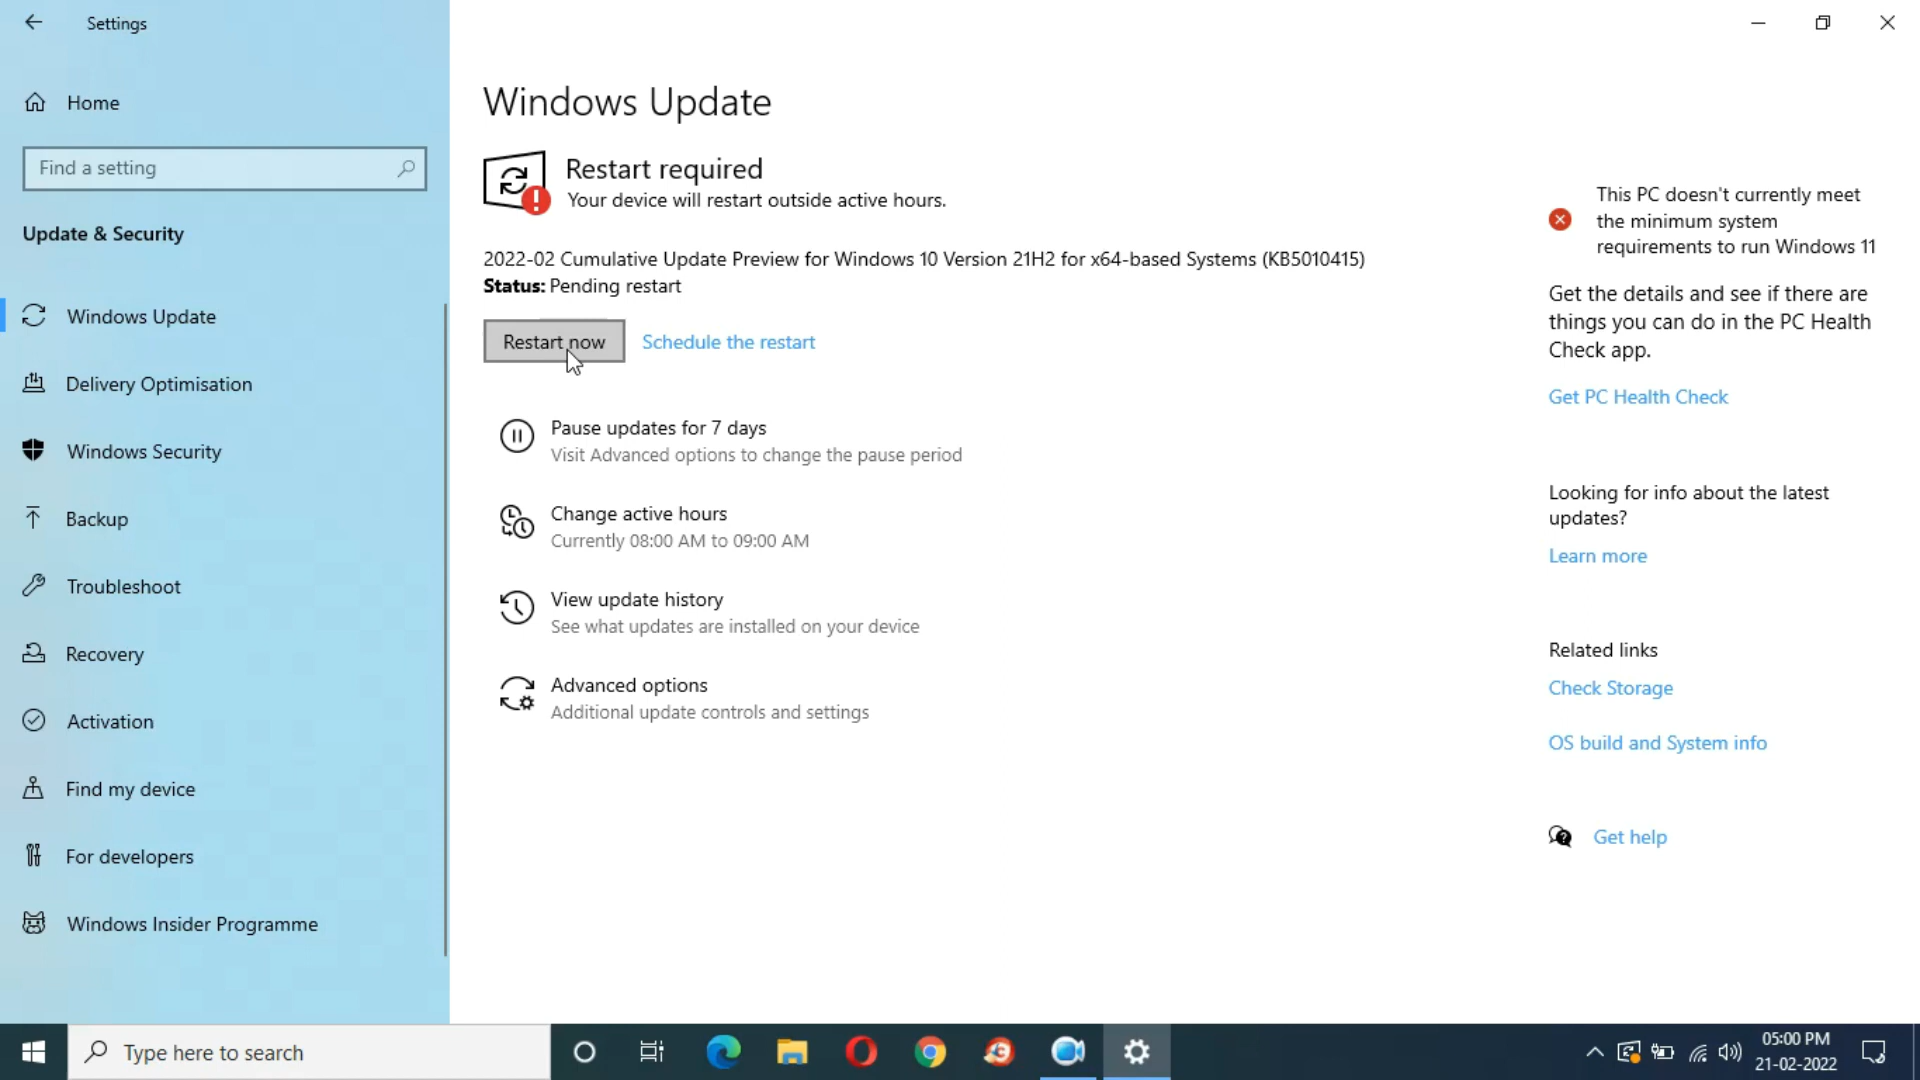 Settings
Home
Find a setting
Update & Security
Windows Update
Delivery Optimisation
Windows Security
Backup
Troubleshoot
Recovery
Activation
Find my device
For developers
Windows Insider Programme
Windows Update
Restart required
Your device will restart outside active hours.
2022-02 Cumulative Update Preview for Windows 10 Version 21H2 for x64-based Systems (KB5010415)
Status: Pending restart
Restart now
Schedule the restart
Pause updates for 7 days
Visit Advanced options to change the pause period
Change active hours
Currently 08:00 AM to 09:00 AM
View update history
See what updates are installed on your device
Advanced options
Additional update controls and settings
This PC doesn't currently meet
the minimum system
requirements to run Windows 11
Get the details and see if there are
things you can do in the PC Health
Check app.
Get PC Health Check
Looking for info about the latest
updates?
Learn more
Related links
Check Storage
OS build and System info
Get help
Type here to search
05:00 PM
21-02-2022